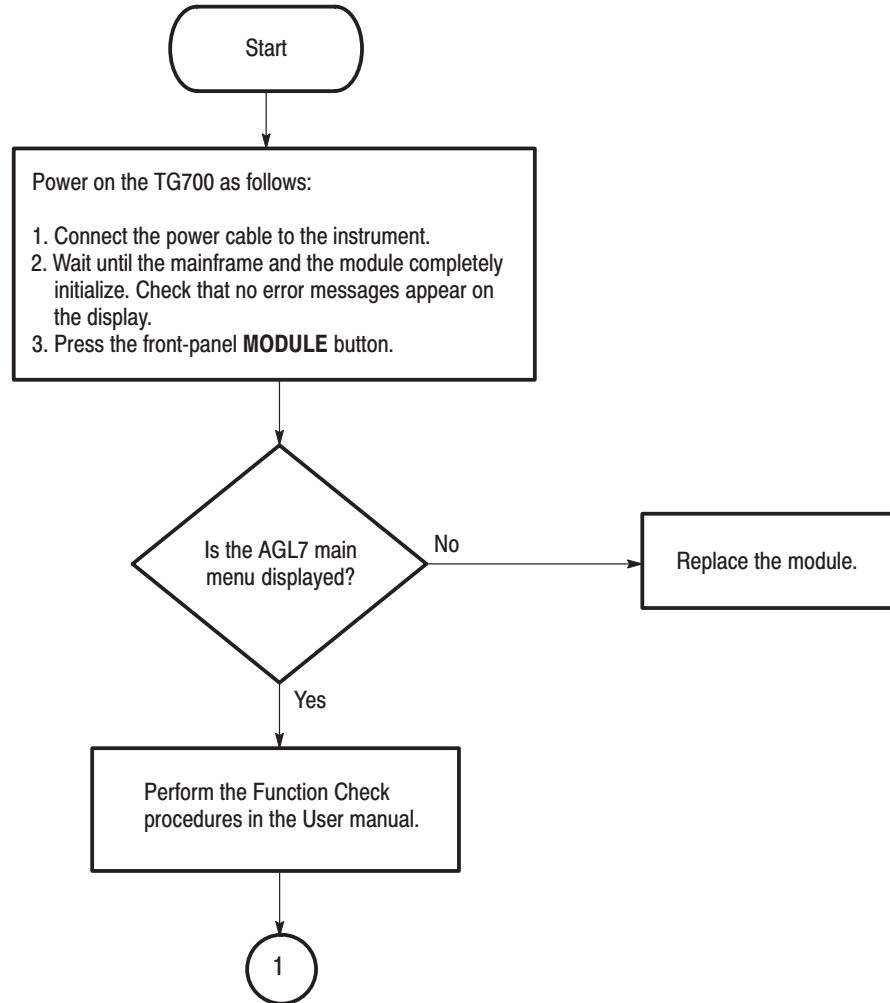 Start
Power on the TG700 as follows:
1. Connect the power cable to the instrument.
2. Wait until the mainframe and the module completely
initialize. Check that no error messages appear on
the display.
3. Press the front-panel MODULE button.
Is the AGL7 main
menu displayed?
No
Replace the module.
Yes
Perform the Function Check
procedures in the User manual.
1